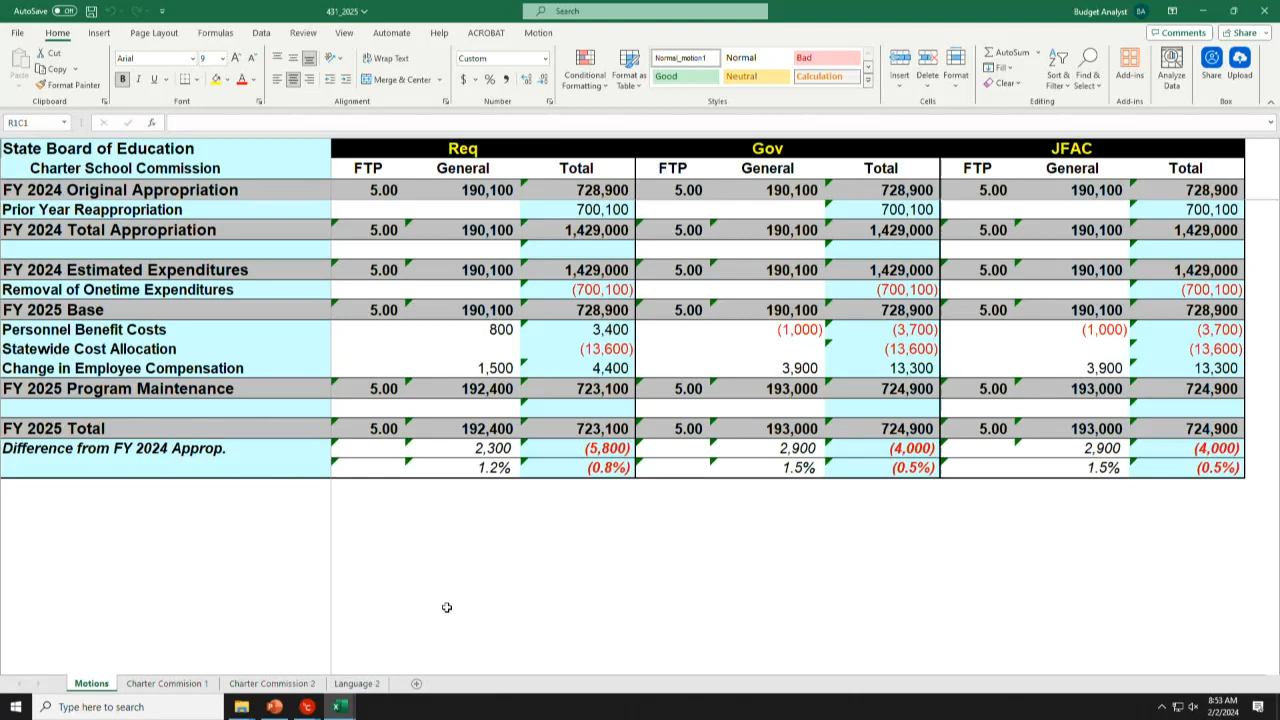 AutoSave Off 431_2025 Search Budget Analyst BA
File Home Insert Page Layout Formulas Data Review View Automate Help ACROBAT Motion Comments Share
Paste Cut Copy Format Painter Clipboard
Arial 9 B I U A Font
Wrap Text Merge & Center Alignment
Custom $ % Number
Conditional Formatting Format as Table Normal_motion1 Normal Bad Good Neutral Calculation Styles
Insert Delete Format Cells
AutoSum Fill Clear Sort & Filter Find & Select Editing
Add-ins Add-ins
Analyze Data
Share Upload Box
R1C1 fx
State Board of Education Req Gov JFAC
Charter School Commission FTP General Total FTP General Total FTP General Total
FY 2024 Original Appropriation 5.00 190,100 728,900 5.00 190,100 728,900 5.00 190,100 728,900
Prior Year Reappropriation 700,100 700,100 700,100
FY 2024 Total Appropriation 5.00 190,100 1,429,000 5.00 190,100 1,429,000 5.00 190,100 1,429,000
FY 2024 Estimated Expenditures 5.00 190,100 1,429,000 5.00 190,100 1,429,000 5.00 190,100 1,429,000
Removal of Onetime Expenditures (700,100) (700,100) (700,100)
FY 2025 Base 5.00 190,100 728,900 5.00 190,100 728,900 5.00 190,100 728,900
Personnel Benefit Costs 800 3,400 (1,000) (3,700) (1,000) (3,700)
Statewide Cost Allocation (13,600) (13,600) (13,600)
Change in Employee Compensation 1,500 4,400 3,900 13,300 3,900 13,300
FY 2025 Program Maintenance 5.00 192,400 723,100 5.00 193,000 724,900 5.00 193,000 724,900
FY 2025 Total 5.00 192,400 723,100 5.00 193,000 724,900 5.00 193,000 724,900
Difference from FY 2024 Approp. 2,300 (5,800) 2,900 (4,000) 2,900 (4,000)
1.2% (0.8%) 1.5% (0.5%) 1.5% (0.5%)
Motions Charter Commision 1 Charter Commission 2 Language 2
Type here to search 8:53 AM
2/2/2024